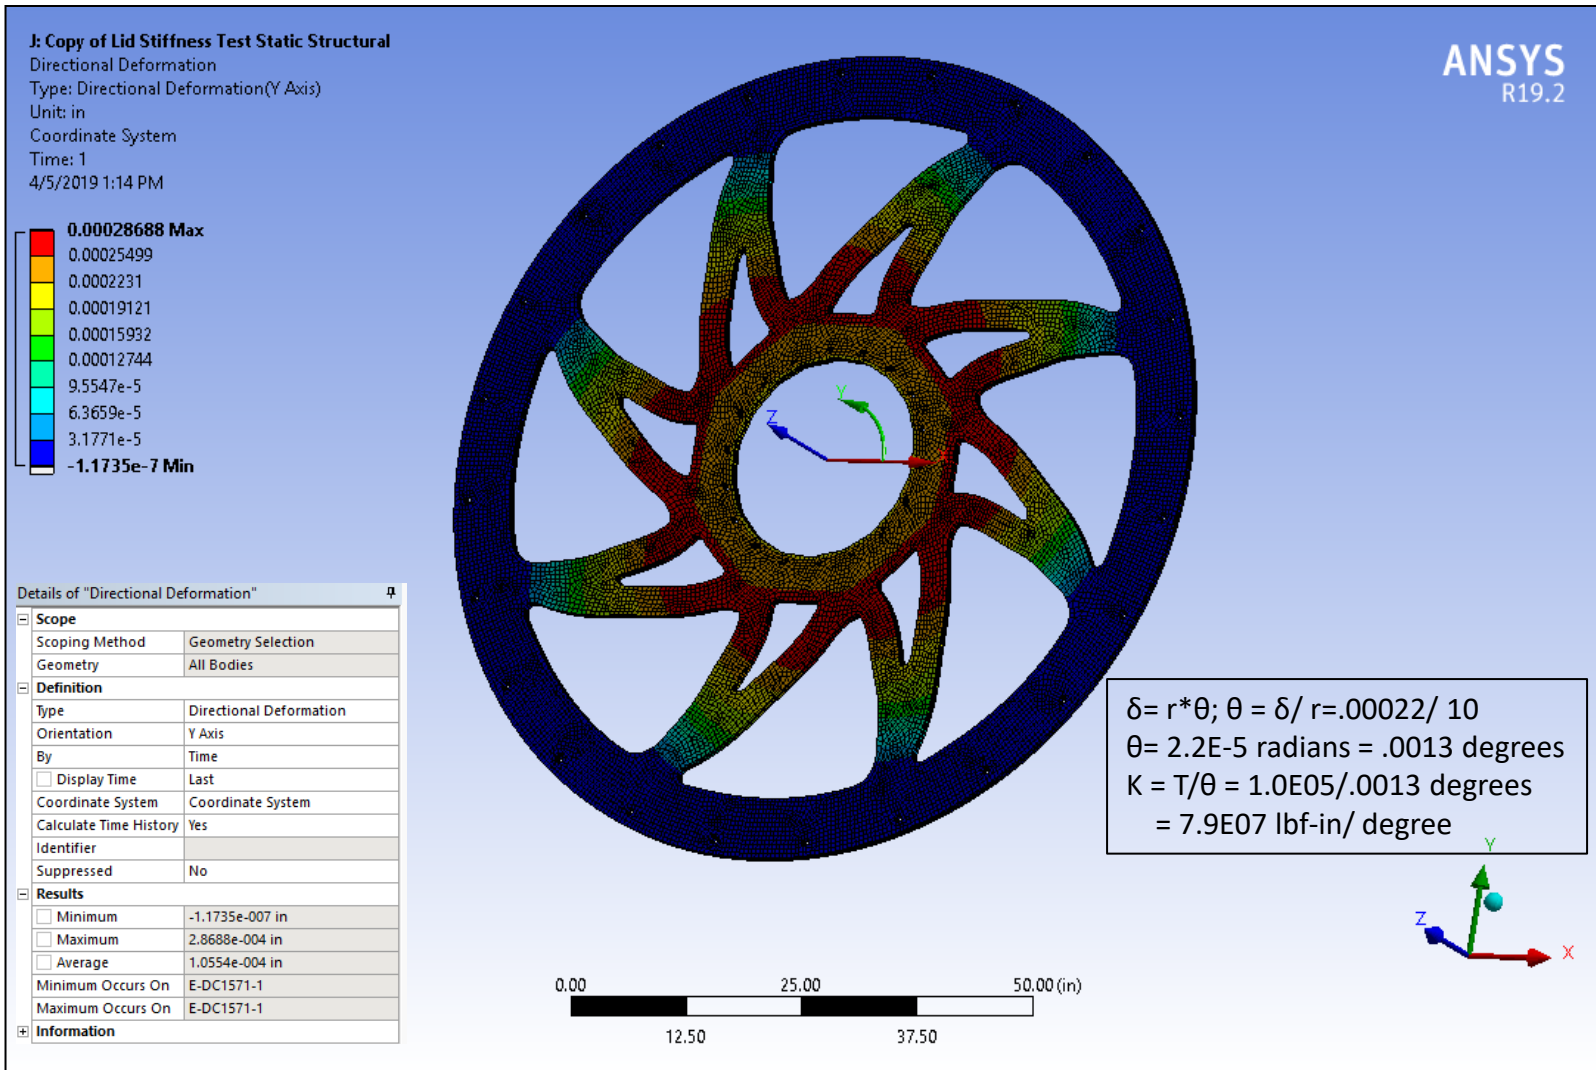 J: Copy of Lid Stiffness Test Static Structural
Directional Deformation
Type: Directional Deformation(Y Axis)
Unit: in
Coordinate System
Time: 1
4/5/2019 1:14 PM
ANSYS
R19.2
0.00028688 Max
0.00025499
0.0002231
0.00019121
0.00015932
0.00012744
9.5547e-5
6.3659e-5
3.1771e-5
-1.1735e-7 Min
Y
Z
X
Details of "Directional Deformation"
Scope
Scoping Method Geometry Selection
Geometry All Bodies
Definition
Type Directional Deformation
Orientation Y Axis
By Time
Display Time Last
Coordinate System Coordinate System
Calculate Time History Yes
Identifier
Suppressed No
Results
Minimum -1.1735e-007 in
Maximum 2.8688e-004 in
Average 1.0554e-004 in
Minimum Occurs On E-DC1571-1
Maximum Occurs On E-DC1571-1
Information
δ= r*θ; θ = δ/ r=.00022/ 10
θ= 2.2E-5 radians = .0013 degrees
K = T/θ = 1.0E05/.0013 degrees
= 7.9E07 lbf-in/ degree
Y
Z
X
0.00 25.00 50.00 (in)
12.50 37.50